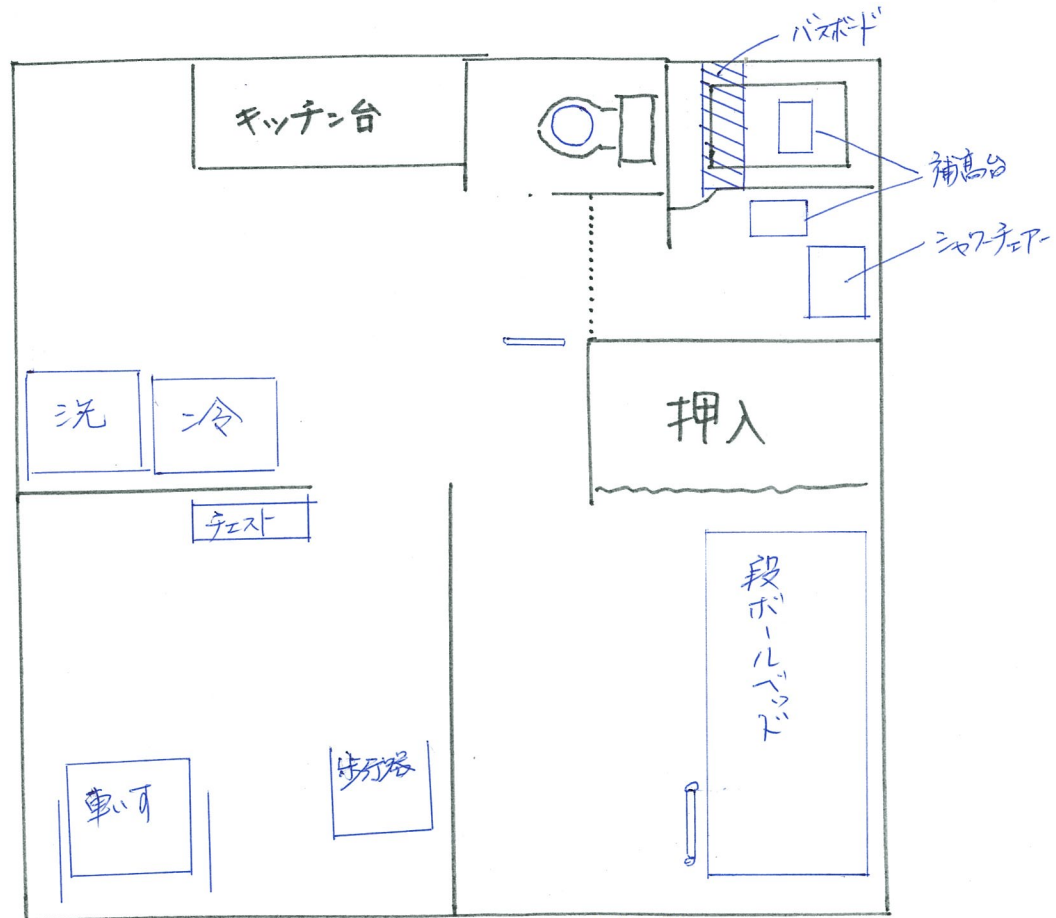 バスボード
キッチン台
補高台
シャワーチェアー
洗
冷
押入
チェスト
段ボールベッド
歩行器
車いす